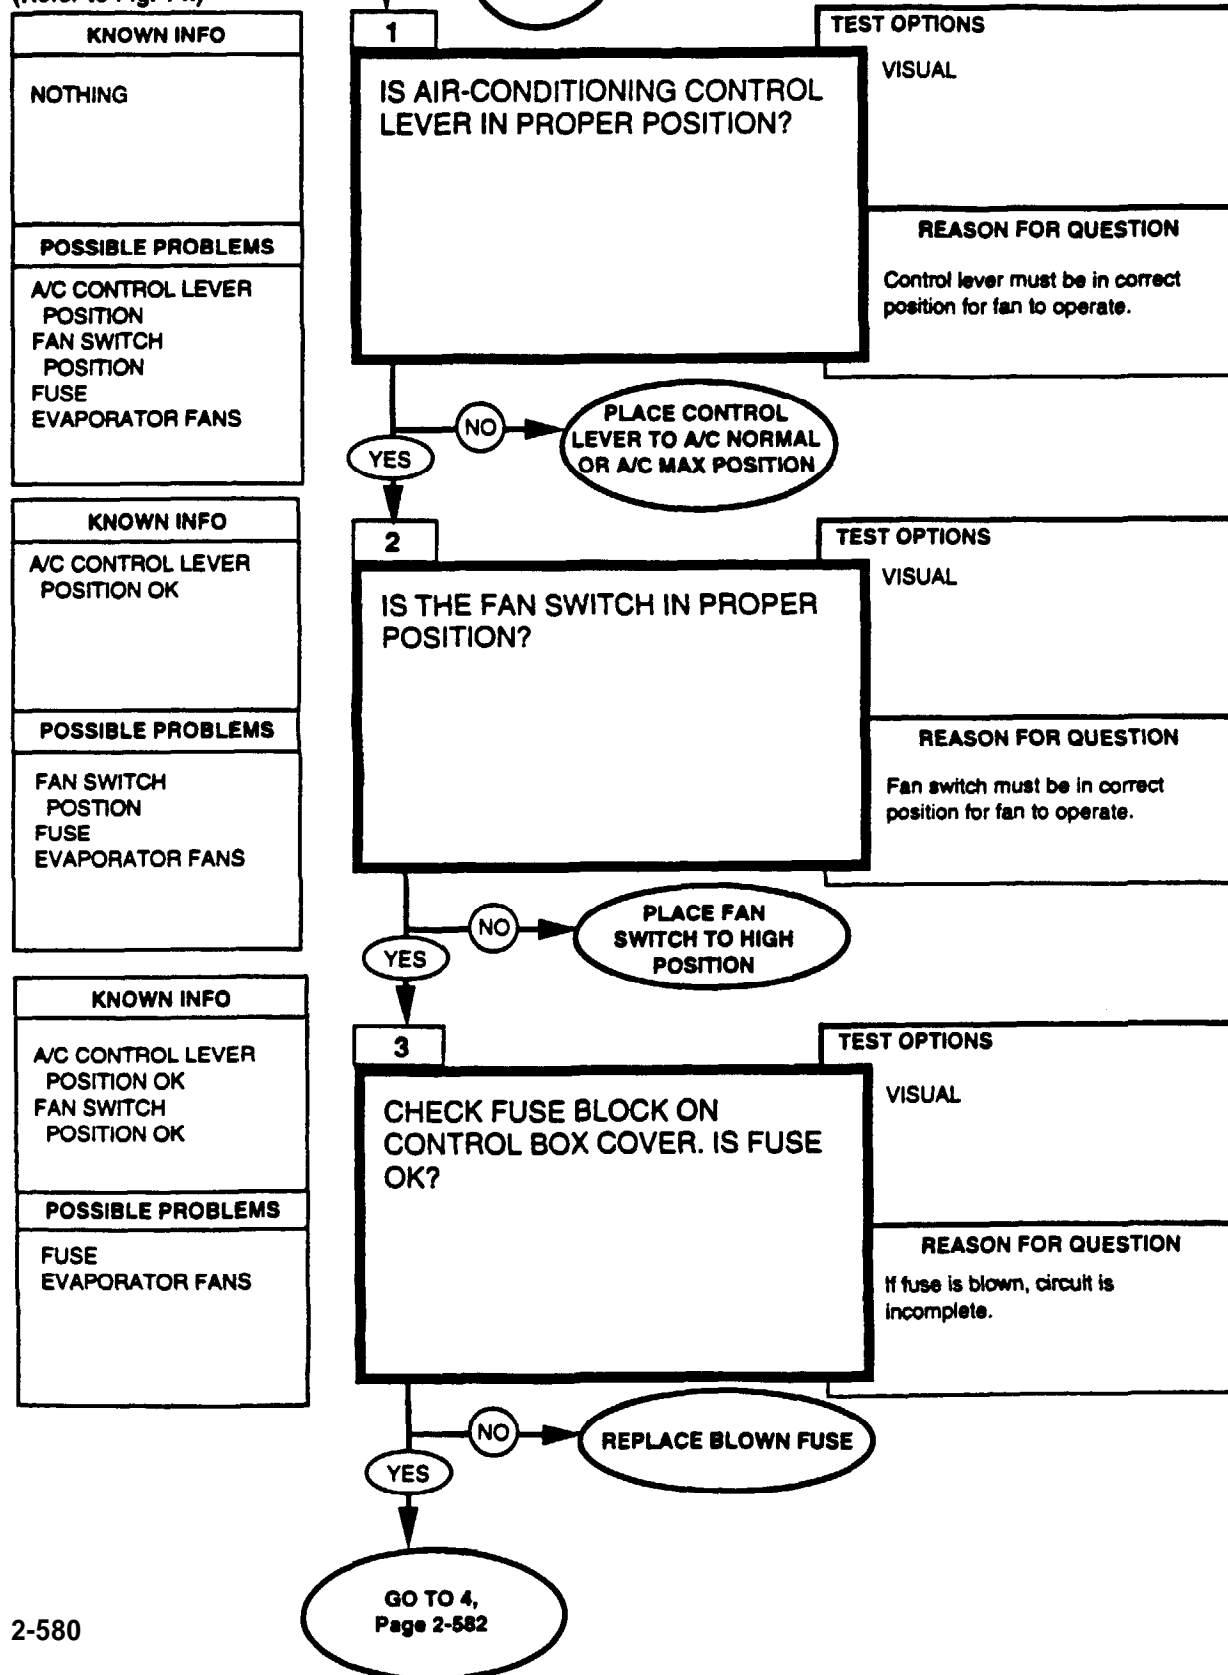 KNOWN INFO
NOTHING
POSSIBLE PROBLEMS
A/C CONTROL LEVER
POSITION
FAN SWITCH
POSITION
FUSE
EVAPORATOR FANS
1
IS AIR-CONDITIONING CONTROL
LEVER IN PROPER POSITION?
TEST OPTIONS
VISUAL
REASON FOR QUESTION
Control lever must be in correct
position for fan to operate.
NO
PLACE CONTROL
LEVER TO A/C NORMAL
OR A/C MAX POSITION
YES
KNOWN INFO
A/C CONTROL LEVER
POSITION OK
POSSIBLE PROBLEMS
FAN SWITCH
POSTION
FUSE
EVAPORATOR FANS
2
IS THE FAN SWITCH IN PROPER
POSITION?
TEST OPTIONS
VISUAL
REASON FOR QUESTION
Fan switch must be in correct
position for fan to operate.
NO
PLACE FAN
SWITCH TO HIGH
POSITION
YES
KNOWN INFO
A/C CONTROL LEVER
POSITION OK
FAN SWITCH
POSITION OK
POSSIBLE PROBLEMS
FUSE
EVAPORATOR FANS
3
CHECK FUSE BLOCK ON
CONTROL BOX COVER. IS FUSE
OK?
TEST OPTIONS
VISUAL
REASON FOR QUESTION
If fuse is blown, circuit is
incomplete.
NO
REPLACE BLOWN FUSE
YES
GO TO 4,
Page 2-582
2-580